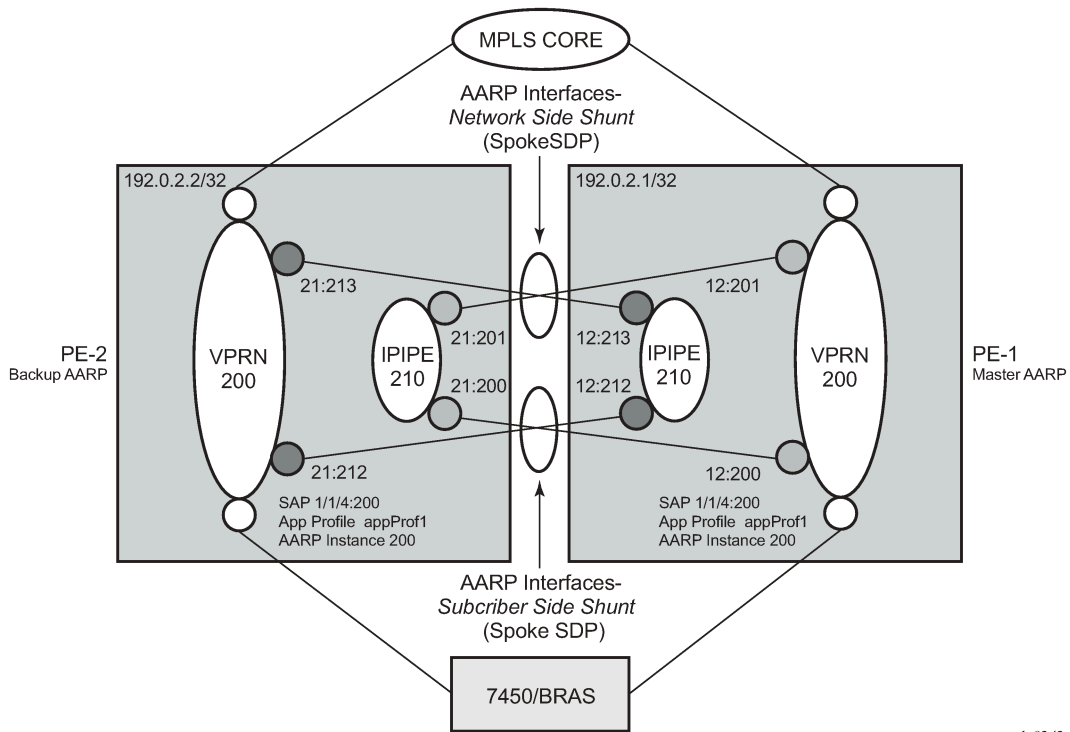 MPLS CORE
AARP Interfaces-
Network Side Shunt
(SpokeSDP)
192.0.2.2/32
192.0.2.1/32
21:213
12:201
21:201
12:213
PE-2
Backup AARP
VPRN
200
IPIPE
210
IPIPE
210
VPRN
200
PE-1
Master AARP
21:200
12:212
21:212
12:200
SAP 1/1/4:200
App Profile appProf1
AARP Instance 200
SAP 1/1/4:200
App Profile appProf1
AARP Instance 200
AARP Interfaces-
Subcriber Side Shunt
(Spoke SDP)
7450/BRAS